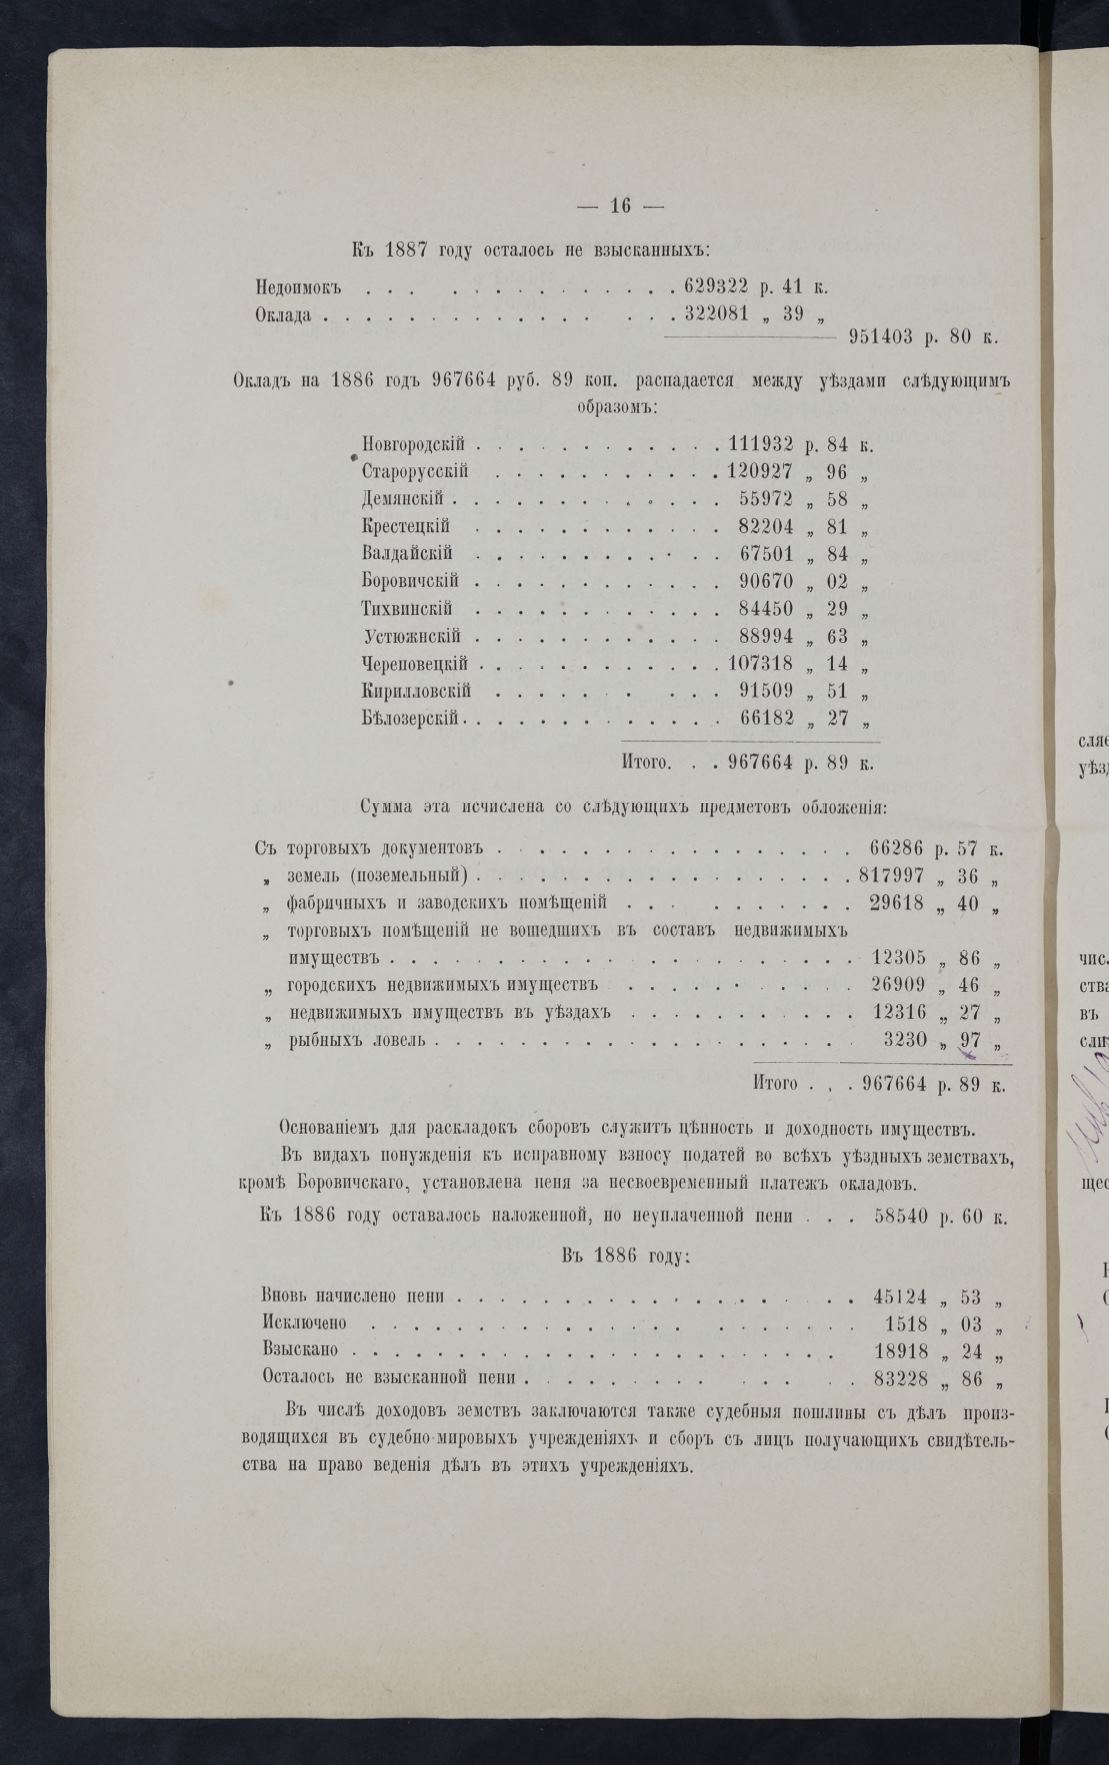 — 16 —
Къ 1887 году осталось не взысканныхъ:
Недоимокъ . . . . . . . . . . . . . . 629322 р. 41 к.
Оклада . . . . . . . . . . . . . . . . 322081 „ 39 „
951403 р. 80 к.
Окладъ на 1886 годъ 967664 руб. 89 коп. распадается между уѣздами слѣдующимъ
образомъ:
Новгородскій . . . . . . . . . . . . 111932 р. 84 к.
Старорусскій . . . . . . . . . . . 120927 „ 96 „
Демянскій . . . . . . . . . . . . . 55972 „ 58 „
Крестецкій . . . . . . . . . . . . 82204 „ 81 „
Валдайскій . . . . . . . . . . . . 67501 „ 84 „
Боровичскій . . . . . . . . . . . . 90670 „ 02 „
Тихвинскій . . . . . . . . . . . . 84450 „ 29 „
Устюжнскій . . . . . . . . . . . . 88994 „ 63 „
Череповецкій . . . . . . . . . . . . 107318 „ 14 „
Кирилловскій . . . . . . . . . . 91509 „ 51 „
Бѣлозерскій . . . . . . . . . . . . . 66182 „ 27 „
Итого. . . 967664 р. 89 к.
Сумма эта исчислена со слѣдующихъ предметовъ обложенія:
Съ торговыхъ документовъ . . . . . . . . . . . . . . . . . 66286 р. 57 к.
„ земель (поземельный) . . . . . . . . . . . . . . . . . . 817997 „ 36 „
„ фабричныхъ и заводскихъ помѣщеній . . . . . . . . . . 29618 „ 40 „
„ торговыхъ помѣщеній не вошедшихъ въ составъ недвижимыхъ
имуществъ . . . . . . . . . . . . . . . . . . . . . . 12305 „ 86 „
„ городскихъ недвижимыхъ имуществъ . . . . . . . . . . . 26909 „ 46 „
„ недвижимыхъ имуществъ въ уѣздахъ . . . . . . . . . . . 12316 „ 27 „
„ рыбныхъ ловель . . . . . . . . . . . . . . . . . . . . 3230 „ 97 „
Итого . . . 967664 р. 89 к.
Основаніемъ для раскладокъ сборовъ служитъ цѣнность и доходность имуществъ.
Въ видахъ понужденія къ исправному взносу податей во всѣхъ уѣздныхъ земствахъ,
кромѣ Боровичскаго, установлена пеня за несвоевременный платежъ окладовъ.
Къ 1886 году оставалось наложенной, но неуплаченной пени . . . 58540 р. 60 к.
Въ 1886 году:
Вновь начислено пени . . . . . . . . . . . . . . . . . . 45124 „ 53 „
Исключено . . . . . . . . . . . . . . . . . . . . . . 1518 „ 03 „
Взыскано . . . . . . . . . . . . . . . . . . . . . . . 18918 „ 24 „
Осталось не взысканной пени . . . . . . . . . . . . . . 83228 „ 86 „
Въ числѣ доходовъ земствъ заключаются также судебныя пошлины съ дѣлъ произ-
водящихся въ судебно-мировыхъ учрежденіяхъ и сборъ съ лицъ получающихъ свидѣтель-
ства на право веденія дѣлъ въ этихъ учрежденіяхъ.